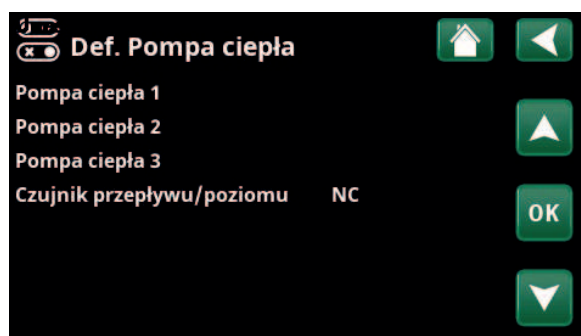 Def. Pompa ciepła
Pompa ciepła 1
Pompa ciepła 2
Pompa ciepła 3
Czujnik przepływu/poziomu NC
OK